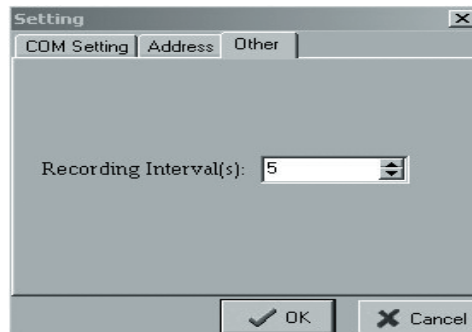 Setting
COM Setting Address Other
Recording Interval(s): 5
OK Cancel